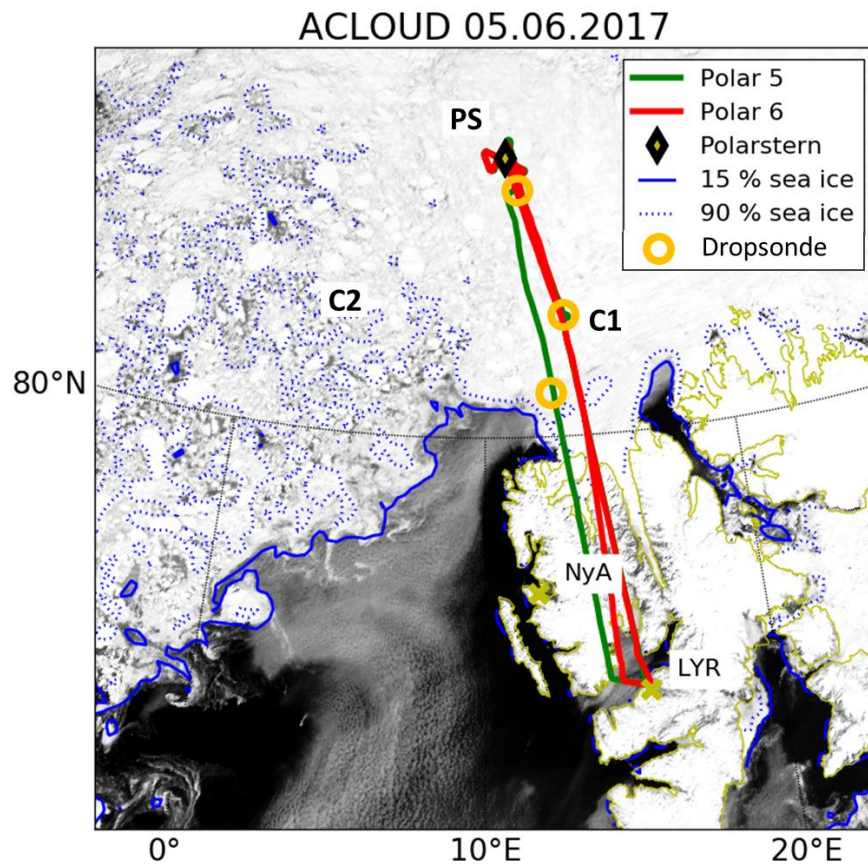 ACLOUD 05.06.2017
Polar 5
Polar 6
Polarstern
15 % sea ice
90 % sea ice
Dropsonde
PS
C2
C1
80°N
NyA
LYR
0°
10°E
20°E